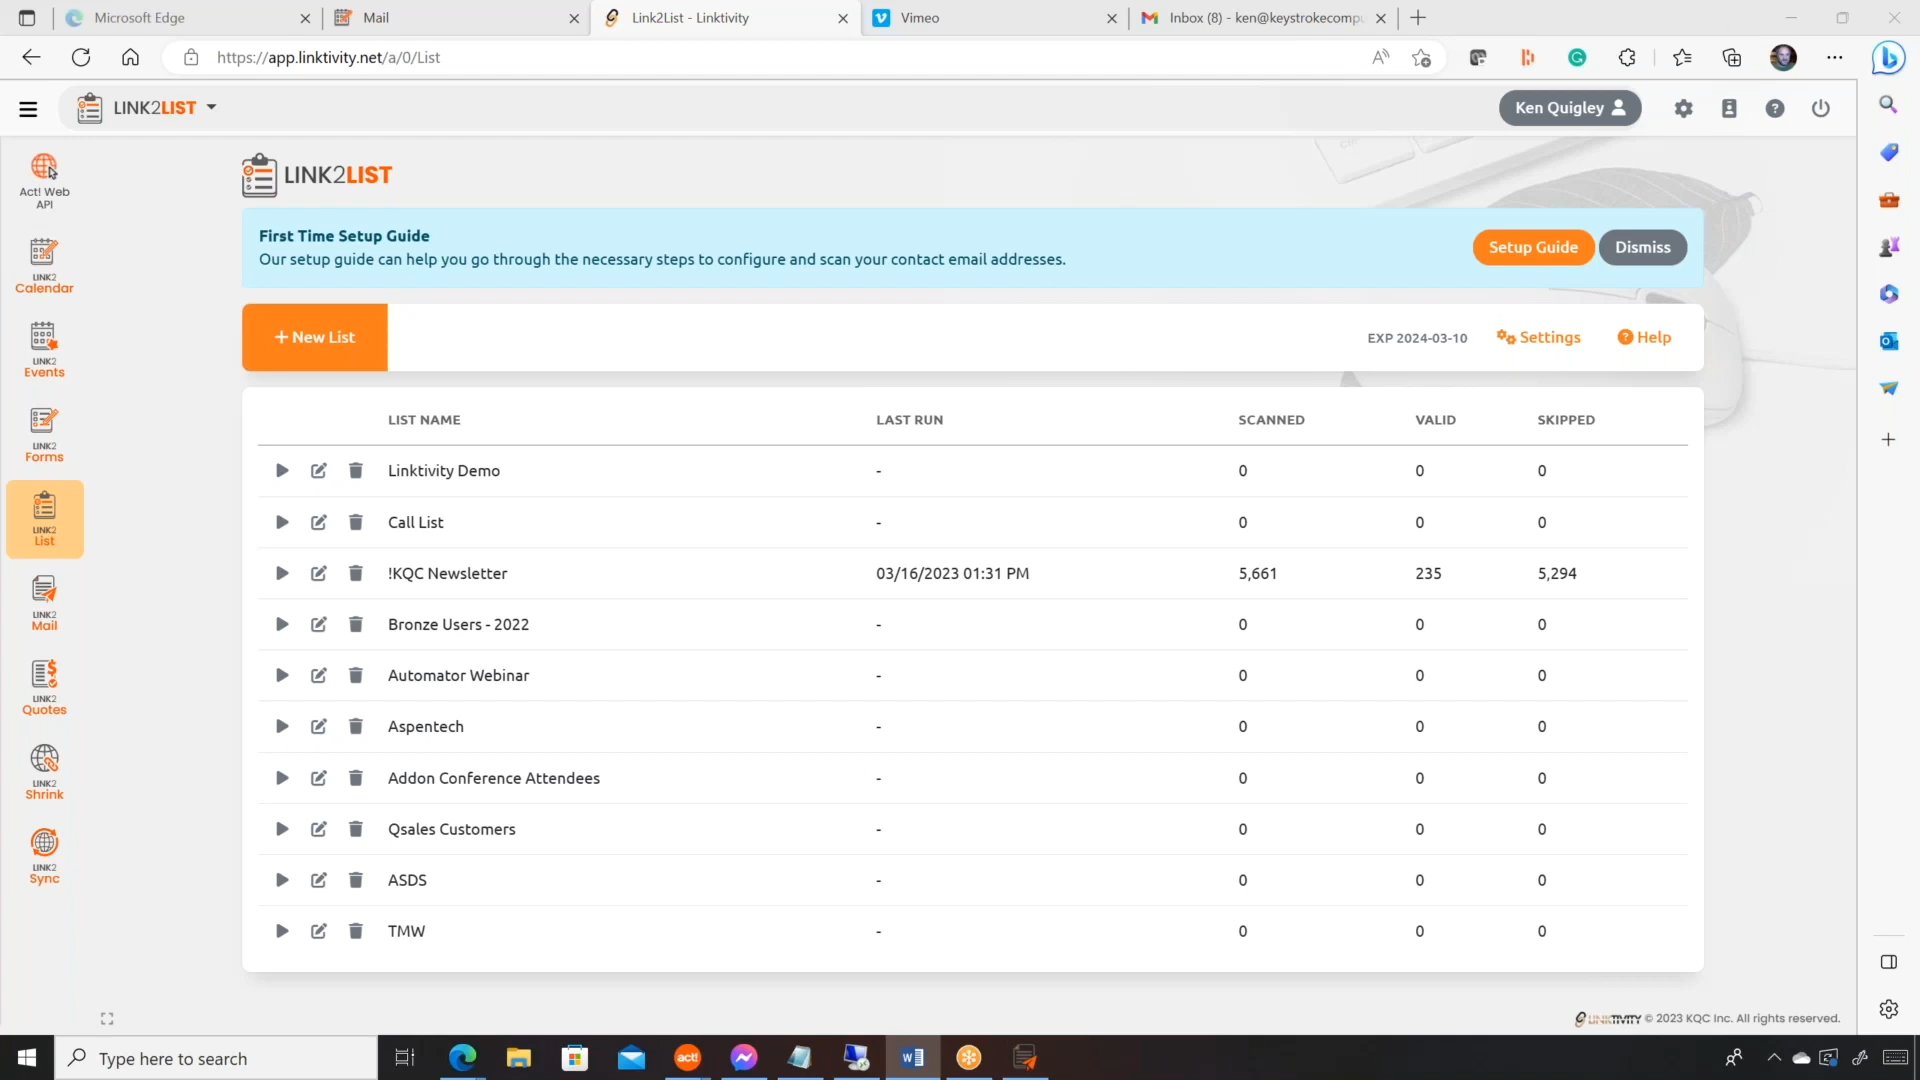 Microsoft Edge
Mail
Link2List - Linktivity
Vimeo
Inbox (8) - ken@keystrokecompu
https://app.linktivity.net/a/0/List
LINK2LIST
Ken Quigley
Act! Web
API
LINK2
Calendar
LINK2
Events
LINK2
Forms
LINK2
List
LINK2
Mail
LINK2
Quotes
LINK2
Shrink
LINK2
Sync
LINK2LIST
First Time Setup Guide
Our setup guide can help you go through the necessary steps to configure and scan your contact email addresses.
Setup Guide
Dismiss
+ New List
EXP 2024-03-10
Settings
Help
LIST NAME LAST RUN SCANNED VALID SKIPPED
Linktivity Demo - 0 0 0
Call List - 0 0 0
!KQC Newsletter 03/16/2023 01:31 PM 5,661 235 5,294
Bronze Users - 2022 - 0 0 0
Automator Webinar - 0 0 0
Aspentech - 0 0 0
Addon Conference Attendees - 0 0 0
Qsales Customers - 0 0 0
ASDS - 0 0 0
TMW - 0 0 0
LINKTIVITY © 2023 KQC Inc. All rights reserved.
Type here to search
act!